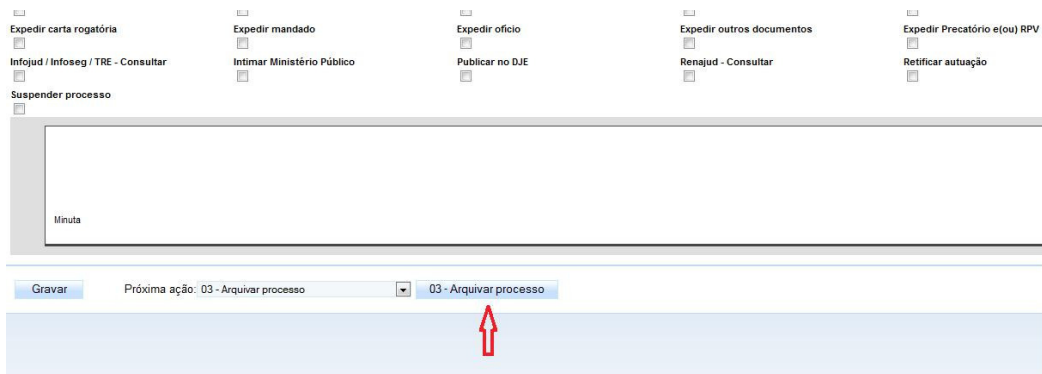 Expedir carta rogatória Expedir mandado Expedir ofício Expedir outros documentos Expedir Precatório e(ou) RPV
Infojud / Infoseg / TRE - Consultar Intimar Ministério Público Publicar no DJE Renajud - Consultar Retificar autuação
Suspender processo
Minuta
Gravar Próxima ação: 03 - Arquivar processo 03 - Arquivar processo